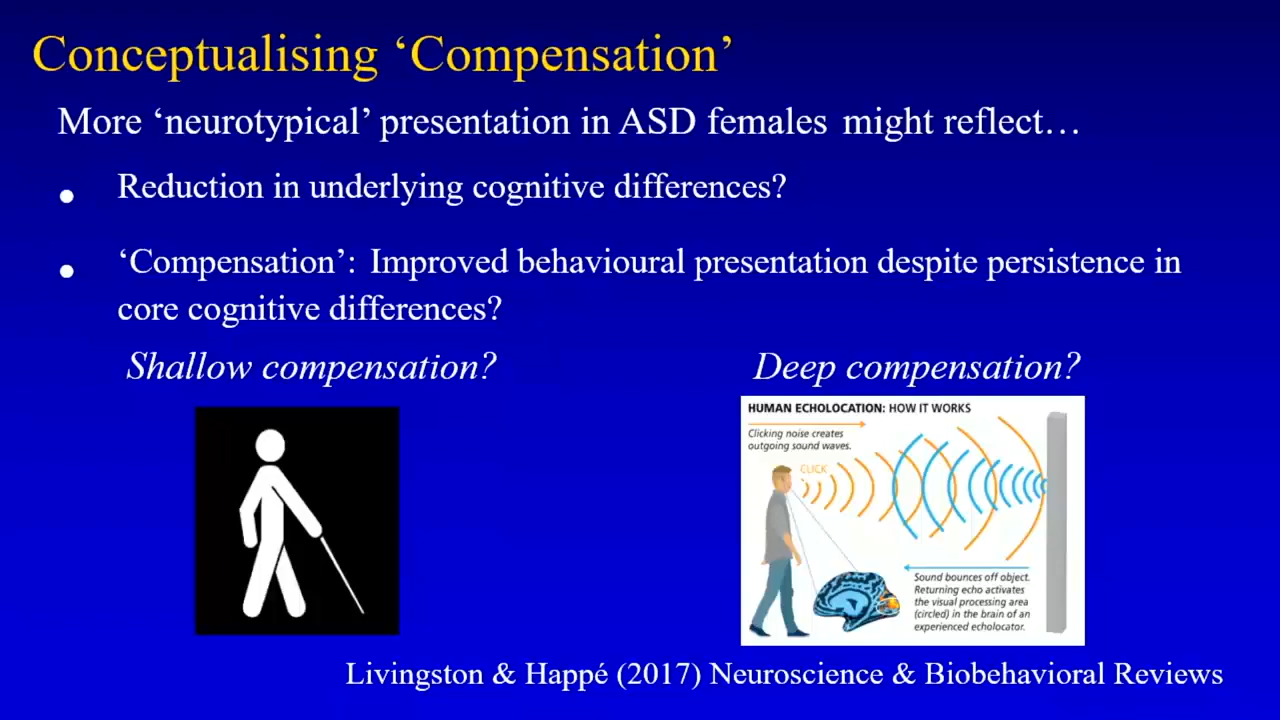 Conceptualising ‘Compensation’
More ‘neurotypical’ presentation in ASD females might reflect…
• Reduction in underlying cognitive differences?
• ‘Compensation’: Improved behavioural presentation despite persistence in
core cognitive differences?
Shallow compensation?
Deep compensation?
HUMAN ECHOLOCATION: HOW IT WORKS
Clicking noise creates
outgoing sound waves.
CLICK
Sound bounces off object.
Returning echo activates
the visual processing area
(circled) in the brain of an
experienced echolocator.
Livingston & Happé (2017) Neuroscience & Biobehavioral Reviews